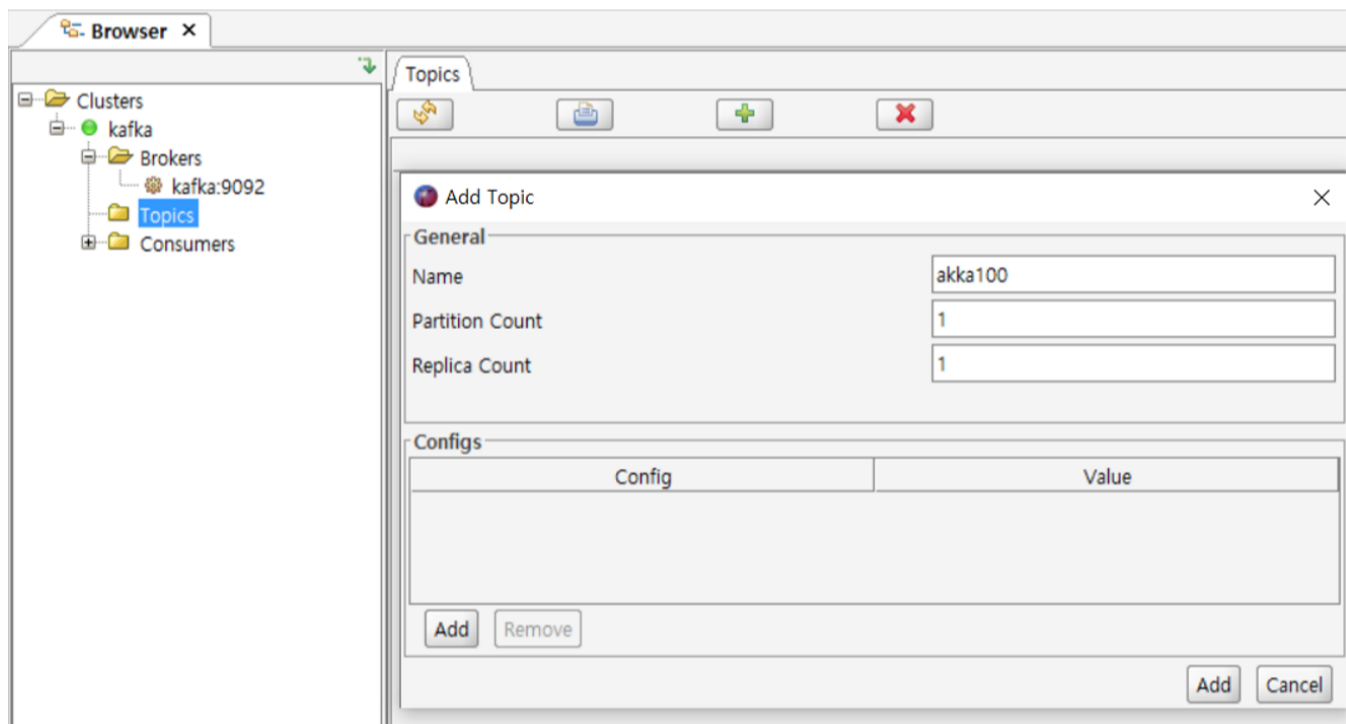 Browser
Clusters
kafka
Brokers
kafka:9092
Topics
Consumers
Topics
Add Topic
General
Name akka100
Partition Count 1
Replica Count 1
Configs
Config Value
Add Remove
Add Cancel